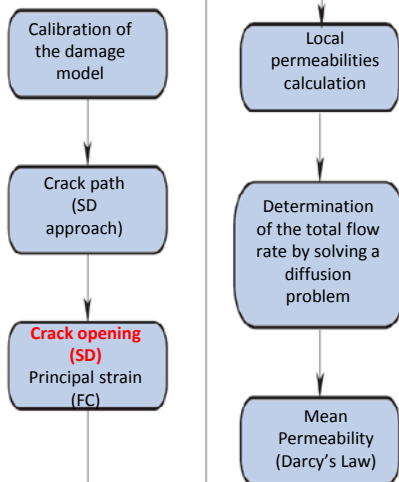 Calibration of
the damage
model
Crack path
(SD
approach)
Crack opening
(SD)
Principal strain
(FC)
Local
permeabilities
calculation
Determination
of the total flow
rate by solving a
diffusion
problem
Mean
Permeability
(Darcy's Law)